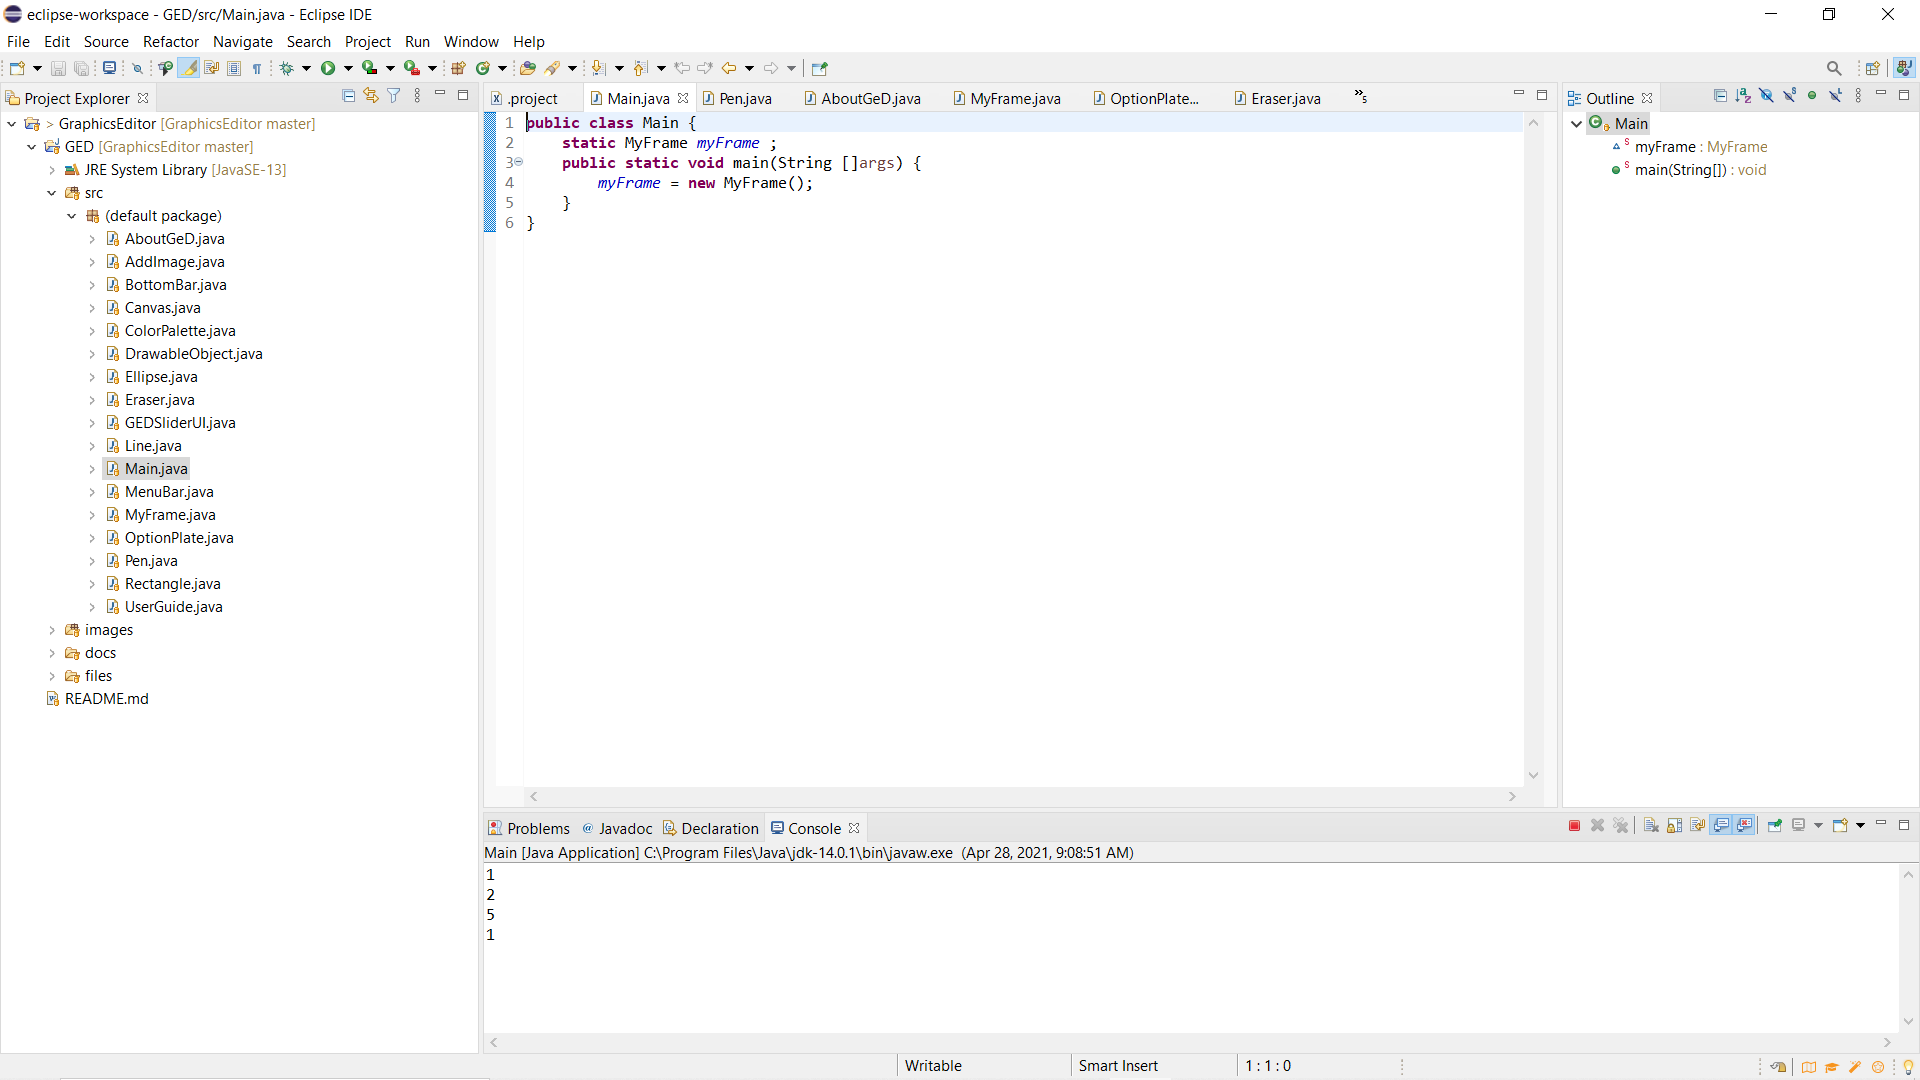 eclipse-workspace - GED/src/Main.java - Eclipse IDE
File Edit Source Refactor Navigate Search Project Run Window Help
Project Explorer
> GraphicsEditor [GraphicsEditor master]
GED [GraphicsEditor master]
JRE System Library [JavaSE-13]
src
(default package)
AboutGeD.java
AddImage.java
BottomBar.java
Canvas.java
ColorPalette.java
DrawableObject.java
Ellipse.java
Eraser.java
GEDSliderUI.java
Line.java
Main.java
MenuBar.java
MyFrame.java
OptionPlate.java
Pen.java
Rectangle.java
UserGuide.java
images
docs
files
README.md
.project Main.java Pen.java AboutGeD.java MyFrame.java OptionPlate... Eraser.java »5
1 public class Main {
2 static MyFrame myFrame ;
3 public static void main(String []args) {
4 myFrame = new MyFrame();
5 }
6 }
Outline
Main
myFrame : MyFrame
main(String[]) : void
Problems @ Javadoc Declaration Console
Main [Java Application] C:\Program Files\Java\jdk-14.0.1\bin\javaw.exe (Apr 28, 2021, 9:08:51 AM)
1
2
5
1
Writable Smart Insert 1 : 1 : 0